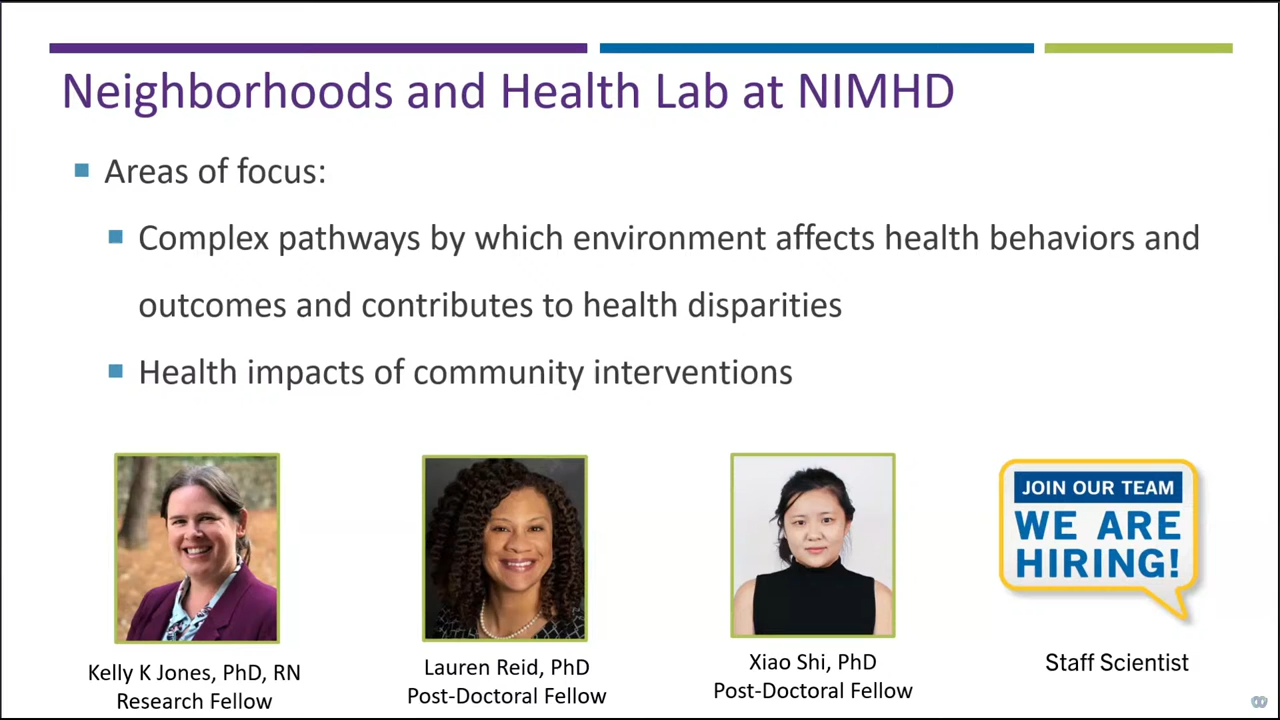 Neighborhoods and Health Lab at NIMHD
Areas of focus:
Complex pathways by which environment affects health behaviors and
outcomes and contributes to health disparities
Health impacts of community interventions
JOIN OUR TEAM
WE ARE
HIRING!
Kelly K Jones, PhD, RN
Research Fellow
Lauren Reid, PhD
Post-Doctoral Fellow
Xiao Shi, PhD
Post-Doctoral Fellow
Staff Scientist